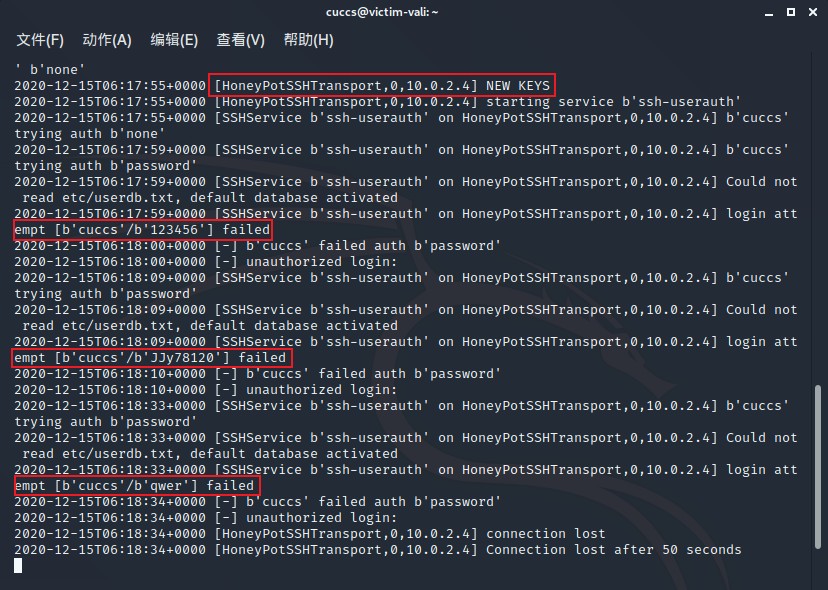 cuccs@victim-vali: ~
文件(F) 动作(A) 编辑(E) 查看(V) 帮助(H)
' b'none'
2020-12-15T06:17:55+0000 [HoneyPotSSHTransport,0,10.0.2.4] NEW KEYS
2020-12-15T06:17:55+0000 [HoneyPotSSHTransport,0,10.0.2.4] starting service b'ssh-userauth'
2020-12-15T06:17:55+0000 [SSHService b'ssh-userauth' on HoneyPotSSHTransport,0,10.0.2.4] b'cuccs'
trying auth b'none'
2020-12-15T06:17:59+0000 [SSHService b'ssh-userauth' on HoneyPotSSHTransport,0,10.0.2.4] b'cuccs'
trying auth b'password'
2020-12-15T06:17:59+0000 [SSHService b'ssh-userauth' on HoneyPotSSHTransport,0,10.0.2.4] Could not
read etc/userdb.txt, default database activated
2020-12-15T06:17:59+0000 [SSHService b'ssh-userauth' on HoneyPotSSHTransport,0,10.0.2.4] login att
empt [b'cuccs'/b'123456'] failed
2020-12-15T06:18:00+0000 [-] b'cuccs' failed auth b'password'
2020-12-15T06:18:00+0000 [-] unauthorized login:
2020-12-15T06:18:09+0000 [SSHService b'ssh-userauth' on HoneyPotSSHTransport,0,10.0.2.4] b'cuccs'
trying auth b'password'
2020-12-15T06:18:09+0000 [SSHService b'ssh-userauth' on HoneyPotSSHTransport,0,10.0.2.4] Could not
read etc/userdb.txt, default database activated
2020-12-15T06:18:09+0000 [SSHService b'ssh-userauth' on HoneyPotSSHTransport,0,10.0.2.4] login att
empt [b'cuccs'/b'JJy78120'] failed
2020-12-15T06:18:10+0000 [-] b'cuccs' failed auth b'password'
2020-12-15T06:18:10+0000 [-] unauthorized login:
2020-12-15T06:18:33+0000 [SSHService b'ssh-userauth' on HoneyPotSSHTransport,0,10.0.2.4] b'cuccs'
trying auth b'password'
2020-12-15T06:18:33+0000 [SSHService b'ssh-userauth' on HoneyPotSSHTransport,0,10.0.2.4] Could not
read etc/userdb.txt, default database activated
2020-12-15T06:18:33+0000 [SSHService b'ssh-userauth' on HoneyPotSSHTransport,0,10.0.2.4] login att
empt [b'cuccs'/b'qwer'] failed
2020-12-15T06:18:34+0000 [-] b'cuccs' failed auth b'password'
2020-12-15T06:18:34+0000 [-] unauthorized login:
2020-12-15T06:18:34+0000 [HoneyPotSSHTransport,0,10.0.2.4] connection lost
2020-12-15T06:18:34+0000 [HoneyPotSSHTransport,0,10.0.2.4] Connection lost after 50 seconds